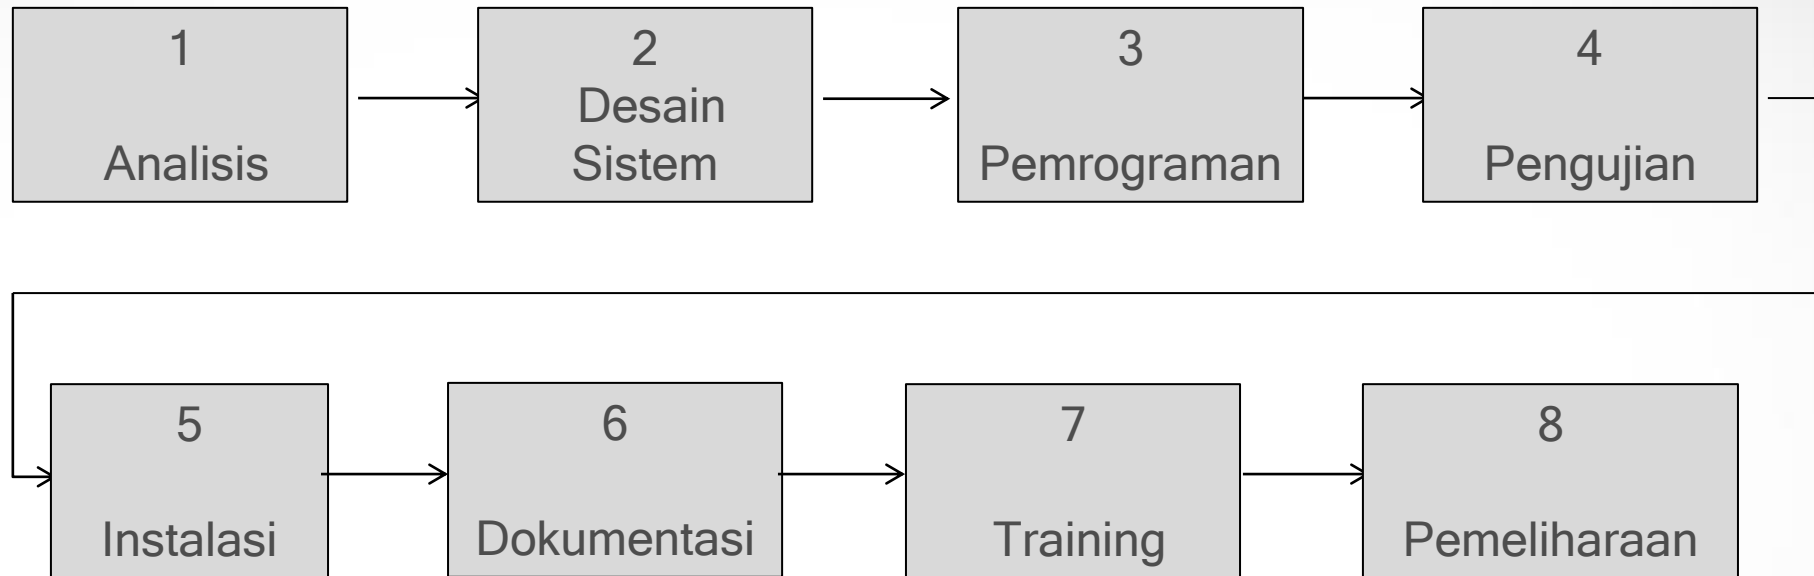 1
Analisis
2
Desain
Sistem
3
Pemrograman
4
Pengujian
5
Instalasi
6
Dokumentasi
7
Training
8
Pemeliharaan